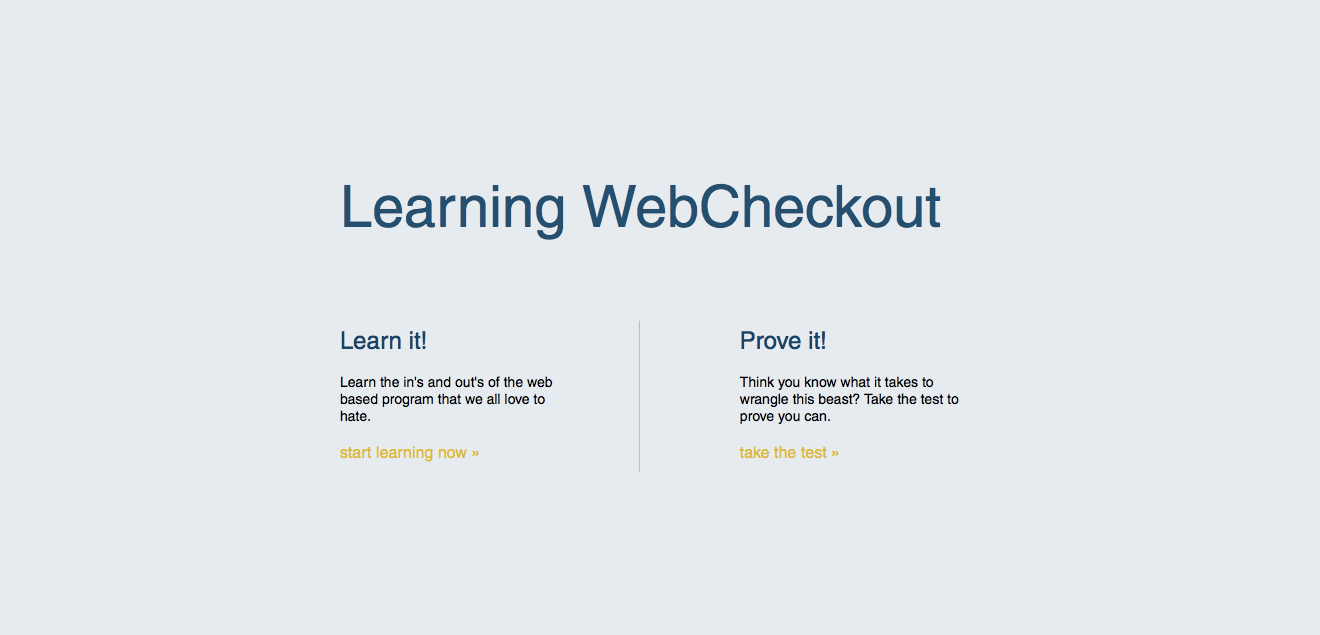 Learning WebCheckout
Learn it!
Learn the in's and out's of the web
based program that we all love to
hate.
start learning now »
Prove it!
Think you know what it takes to
wrangle this beast? Take the test to
prove you can.
take the test »